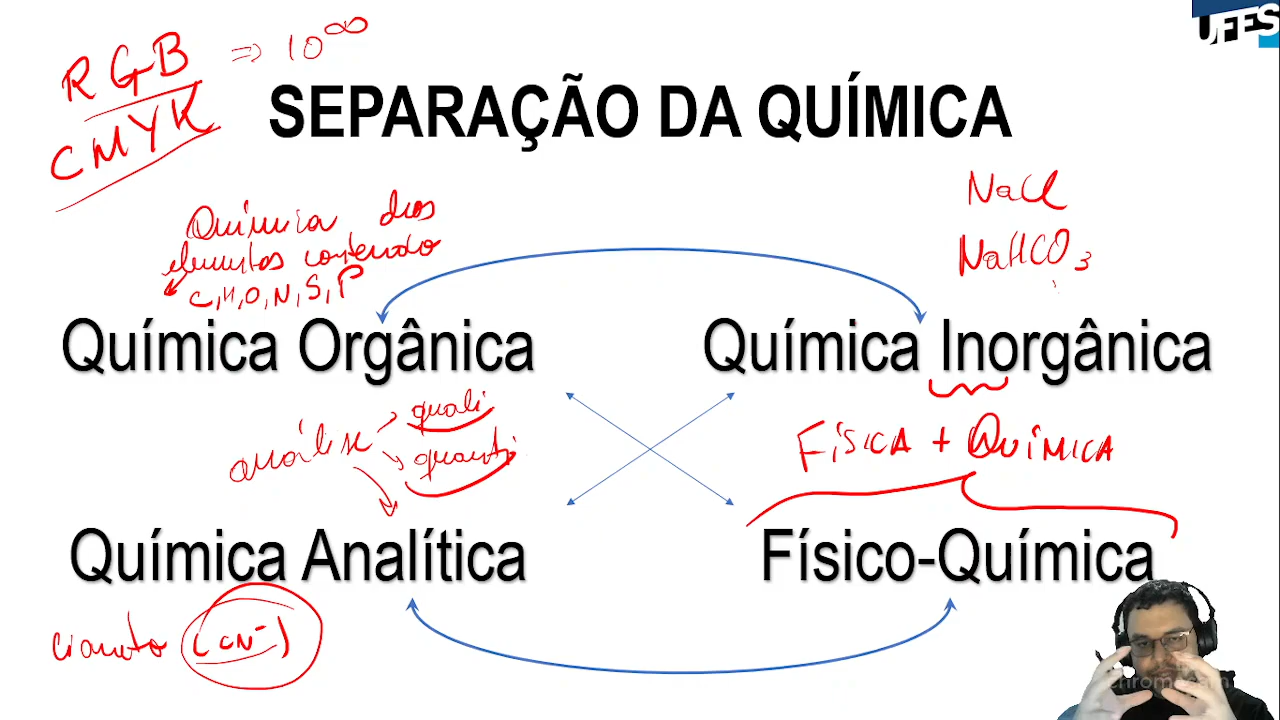 UFES
RGB => 10^∞
CMYK
SEPARAÇÃO DA QUÍMICA
NaCl
NaHCO₃
Química dos
elementos contendo
C,H,O,N,S,P
Química Orgânica
Química Inorgânica
análise
quali
quanti
FÍSICA + QUÍMICA
Química Analítica
Físico-Química
cianeto (CN⁻)